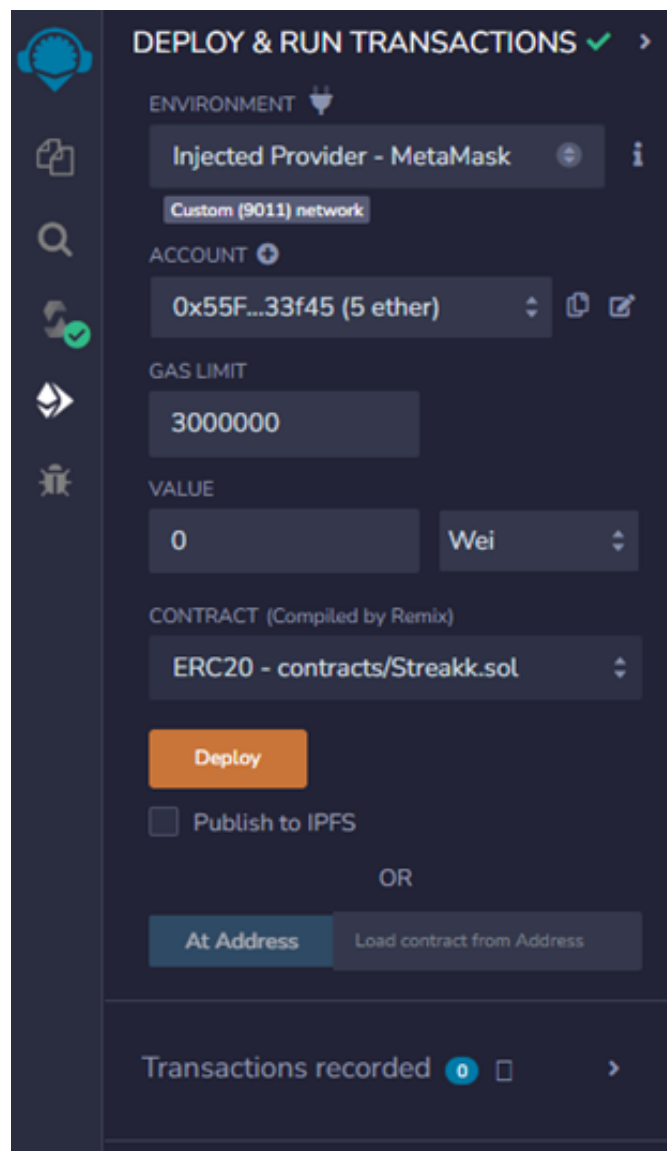 DEPLOY & RUN TRANSACTIONS
ENVIRONMENT
Injected Provider - MetaMask
Custom (9011) network
ACCOUNT
0x55F...33f45 (5 ether)
GAS LIMIT
3000000
VALUE
0 Wei
CONTRACT (Compiled by Remix)
ERC20 - contracts/Streakk.sol
Deploy
Publish to IPFS
OR
At Address Load contract from Address
Transactions recorded 0